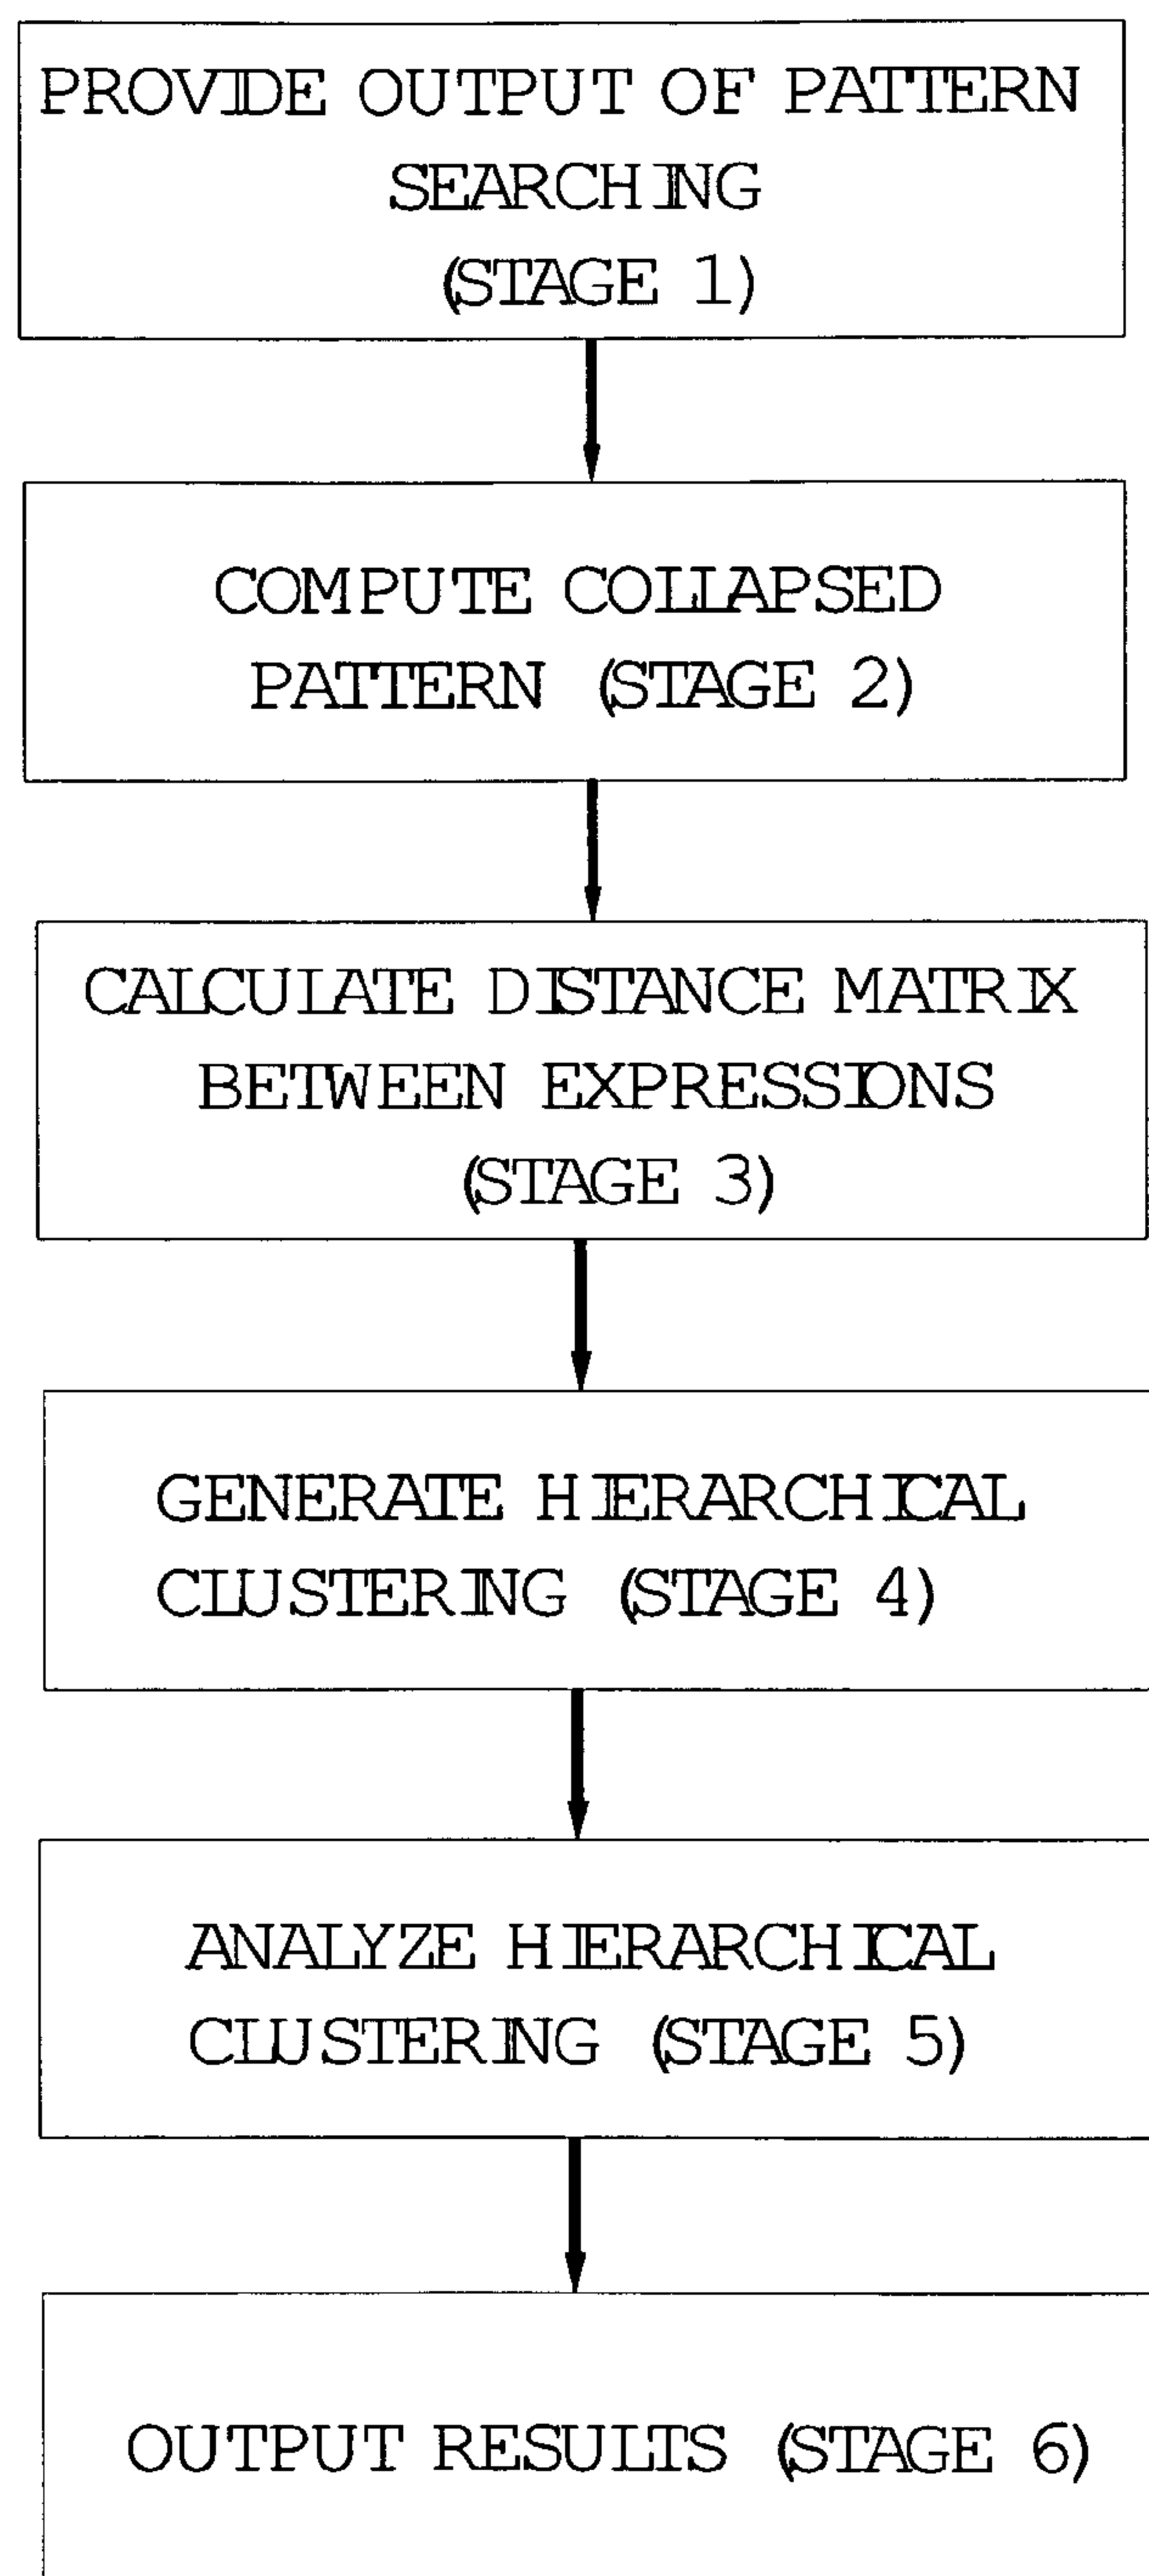 PROVIDE OUTPUT OF PATTERN
SEARCHING
(STAGE 1)
COMPUTE COLLAPSED
PATTERN (STAGE 2)
CALCULATE DISTANCE MATRIX
BETWEEN EXPRESSIONS
(STAGE 3)
GENERATE HIERARCHICAL
CLUSTERING (STAGE 4)
ANALYZE HIERARCHICAL
CLUSTERING (STAGE 5)
OUTPUT RESULTS (STAGE 6)